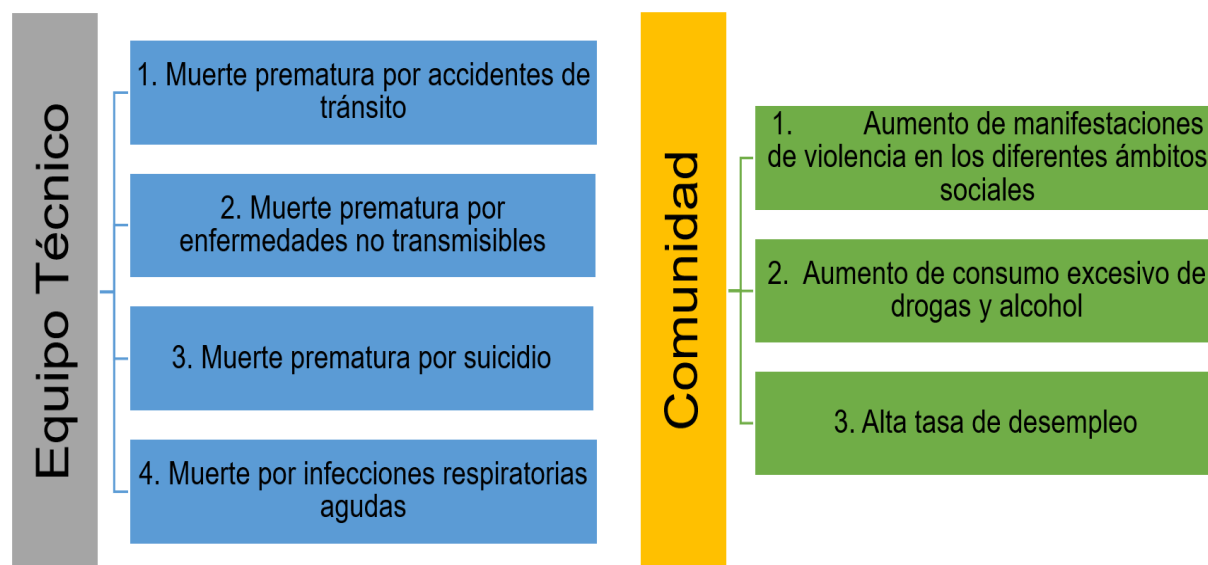 Equipo Técnico
1. Muerte prematura por accidentes de
tránsito
2. Muerte prematura por
enfermedades no transmisibles
3. Muerte prematura por suicidio
4. Muerte por infecciones respiratorias
agudas
Comunidad
1. Aumento de manifestaciones
de violencia en los diferentes ámbitos
sociales
2. Aumento de consumo excesivo de
drogas y alcohol
3. Alta tasa de desempleo